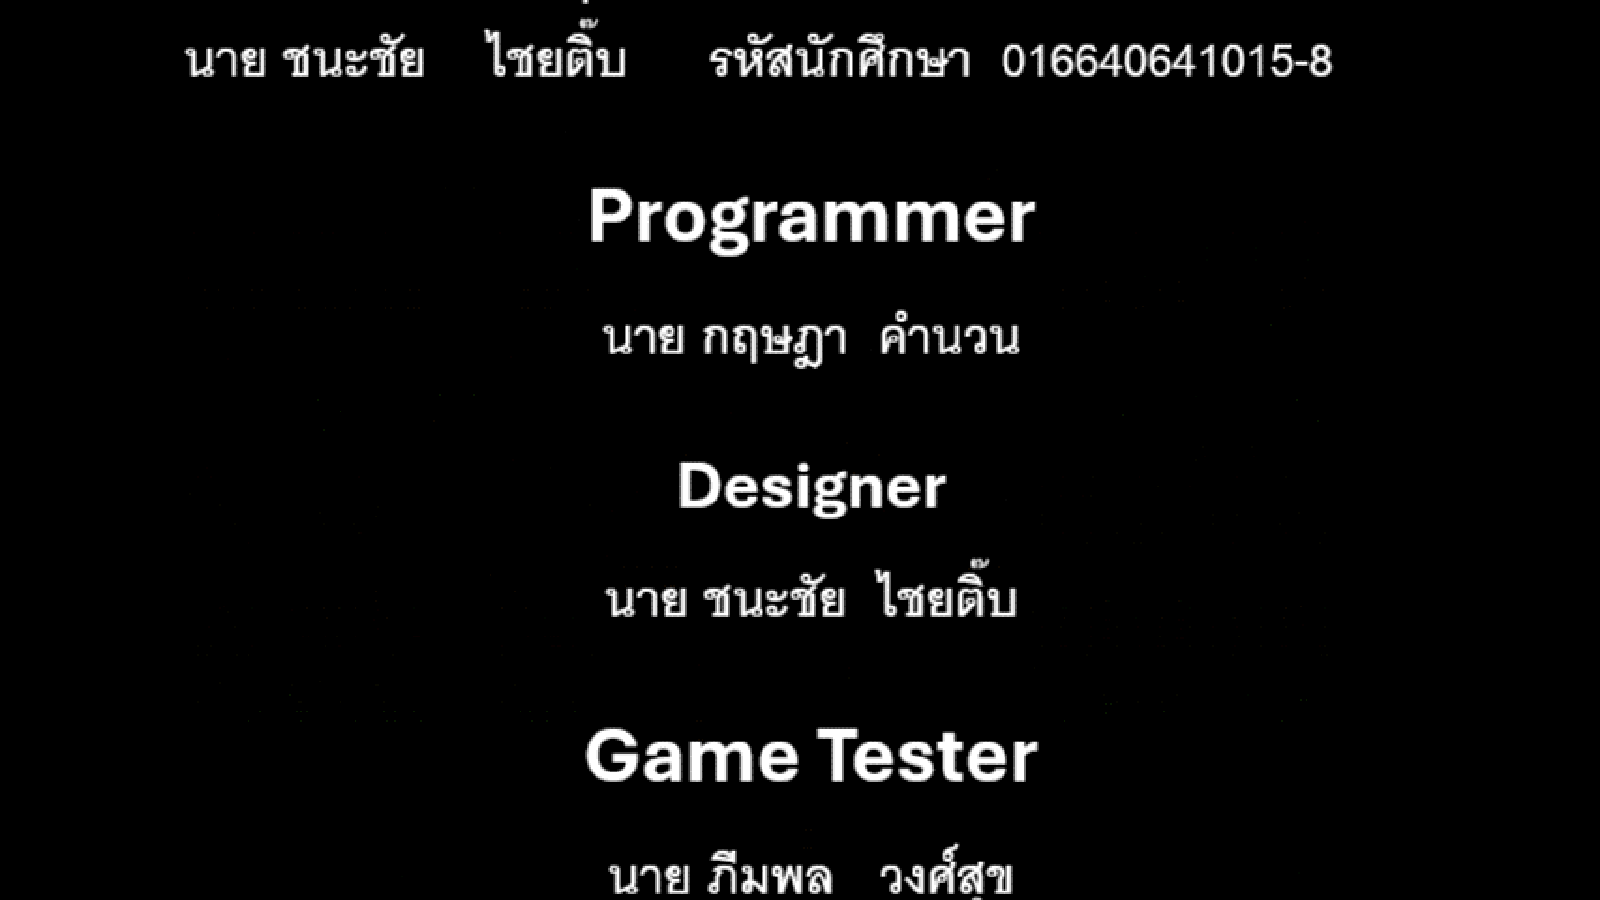 นาย ชนะชัย ไชยติ๊บ รหัสนักศึกษา 016640641015-8
Programmer
นาย กฤษฎา คำนวน
Designer
นาย ชนะชัย ไชยติ๊บ
Game Tester
นาย ภีมพล วงศ์สุข